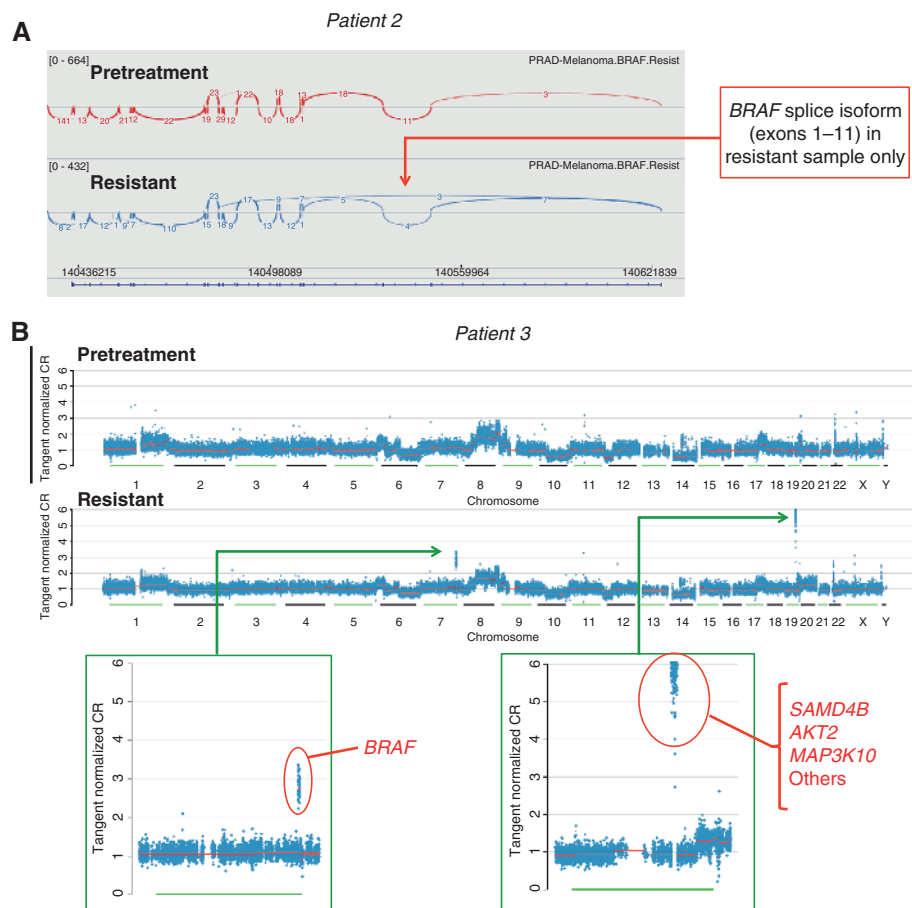 Patient 2
A
[0 - 664]
PRAD-Melanoma.BRAF.Resist
Pretreatment
23 1 22 18 13 18 3
141 13 20 21 12 22 19 29 12 10 18 1 11
BRAF splice isoform
(exons 1–11) in
resistant sample only
[0 - 432]
PRAD-Melanoma.BRAF.Resist
Resistant
23 17 9 7 5 3 7
8 2 17 12 1 9 7 110 15 18 9 13 12 1 4
140436215 140498089 140559964 140621839
B
Patient 3
Pretreatment
Tangent normalized CR
6
5
4
3
2
1
0
1 2 3 4 5 6 7 8 9 10 11 12 13 14 15 16 17 18 19 20 21 22 X Y
Chromosome
Resistant
Tangent normalized CR
6
5
4
3
2
1
0
1 2 3 4 5 6 7 8 9 10 11 12 13 14 15 16 17 18 19 20 21 22 X Y
Chromosome
Tangent normalized CR
6
5
4
3
2
1
0
BRAF
Tangent normalized CR
6
5
4
3
2
1
0
SAMD4B
AKT2
MAP3K10
Others